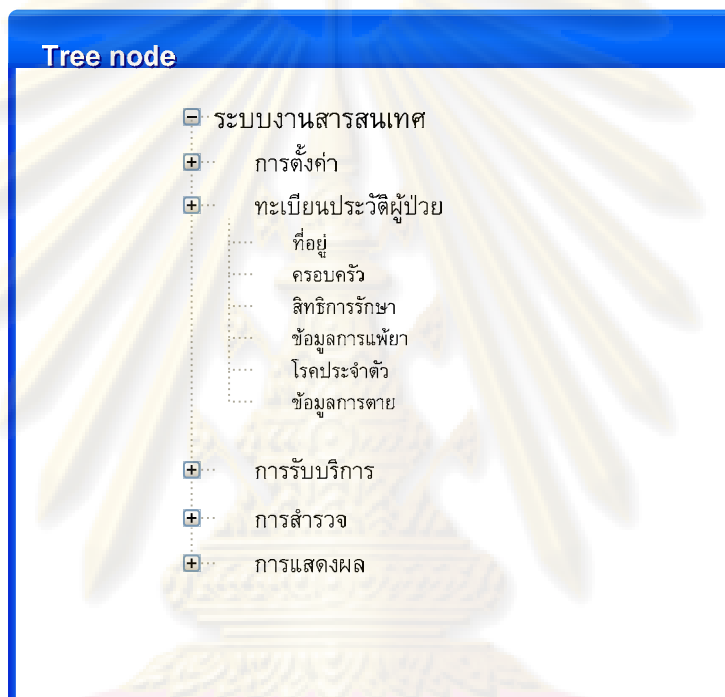 Tree node
ระบบงานสารสนเทศ
การตั้งค่า
ทะเบียนประวัติผู้ป่วย
ที่อยู่
ครอบครัว
สิทธิการรักษา
ข้อมูลการแพ้ยา
โรคประจำตัว
ข้อมูลการตาย
การรับบริการ
การสำรวจ
การแสดงผล